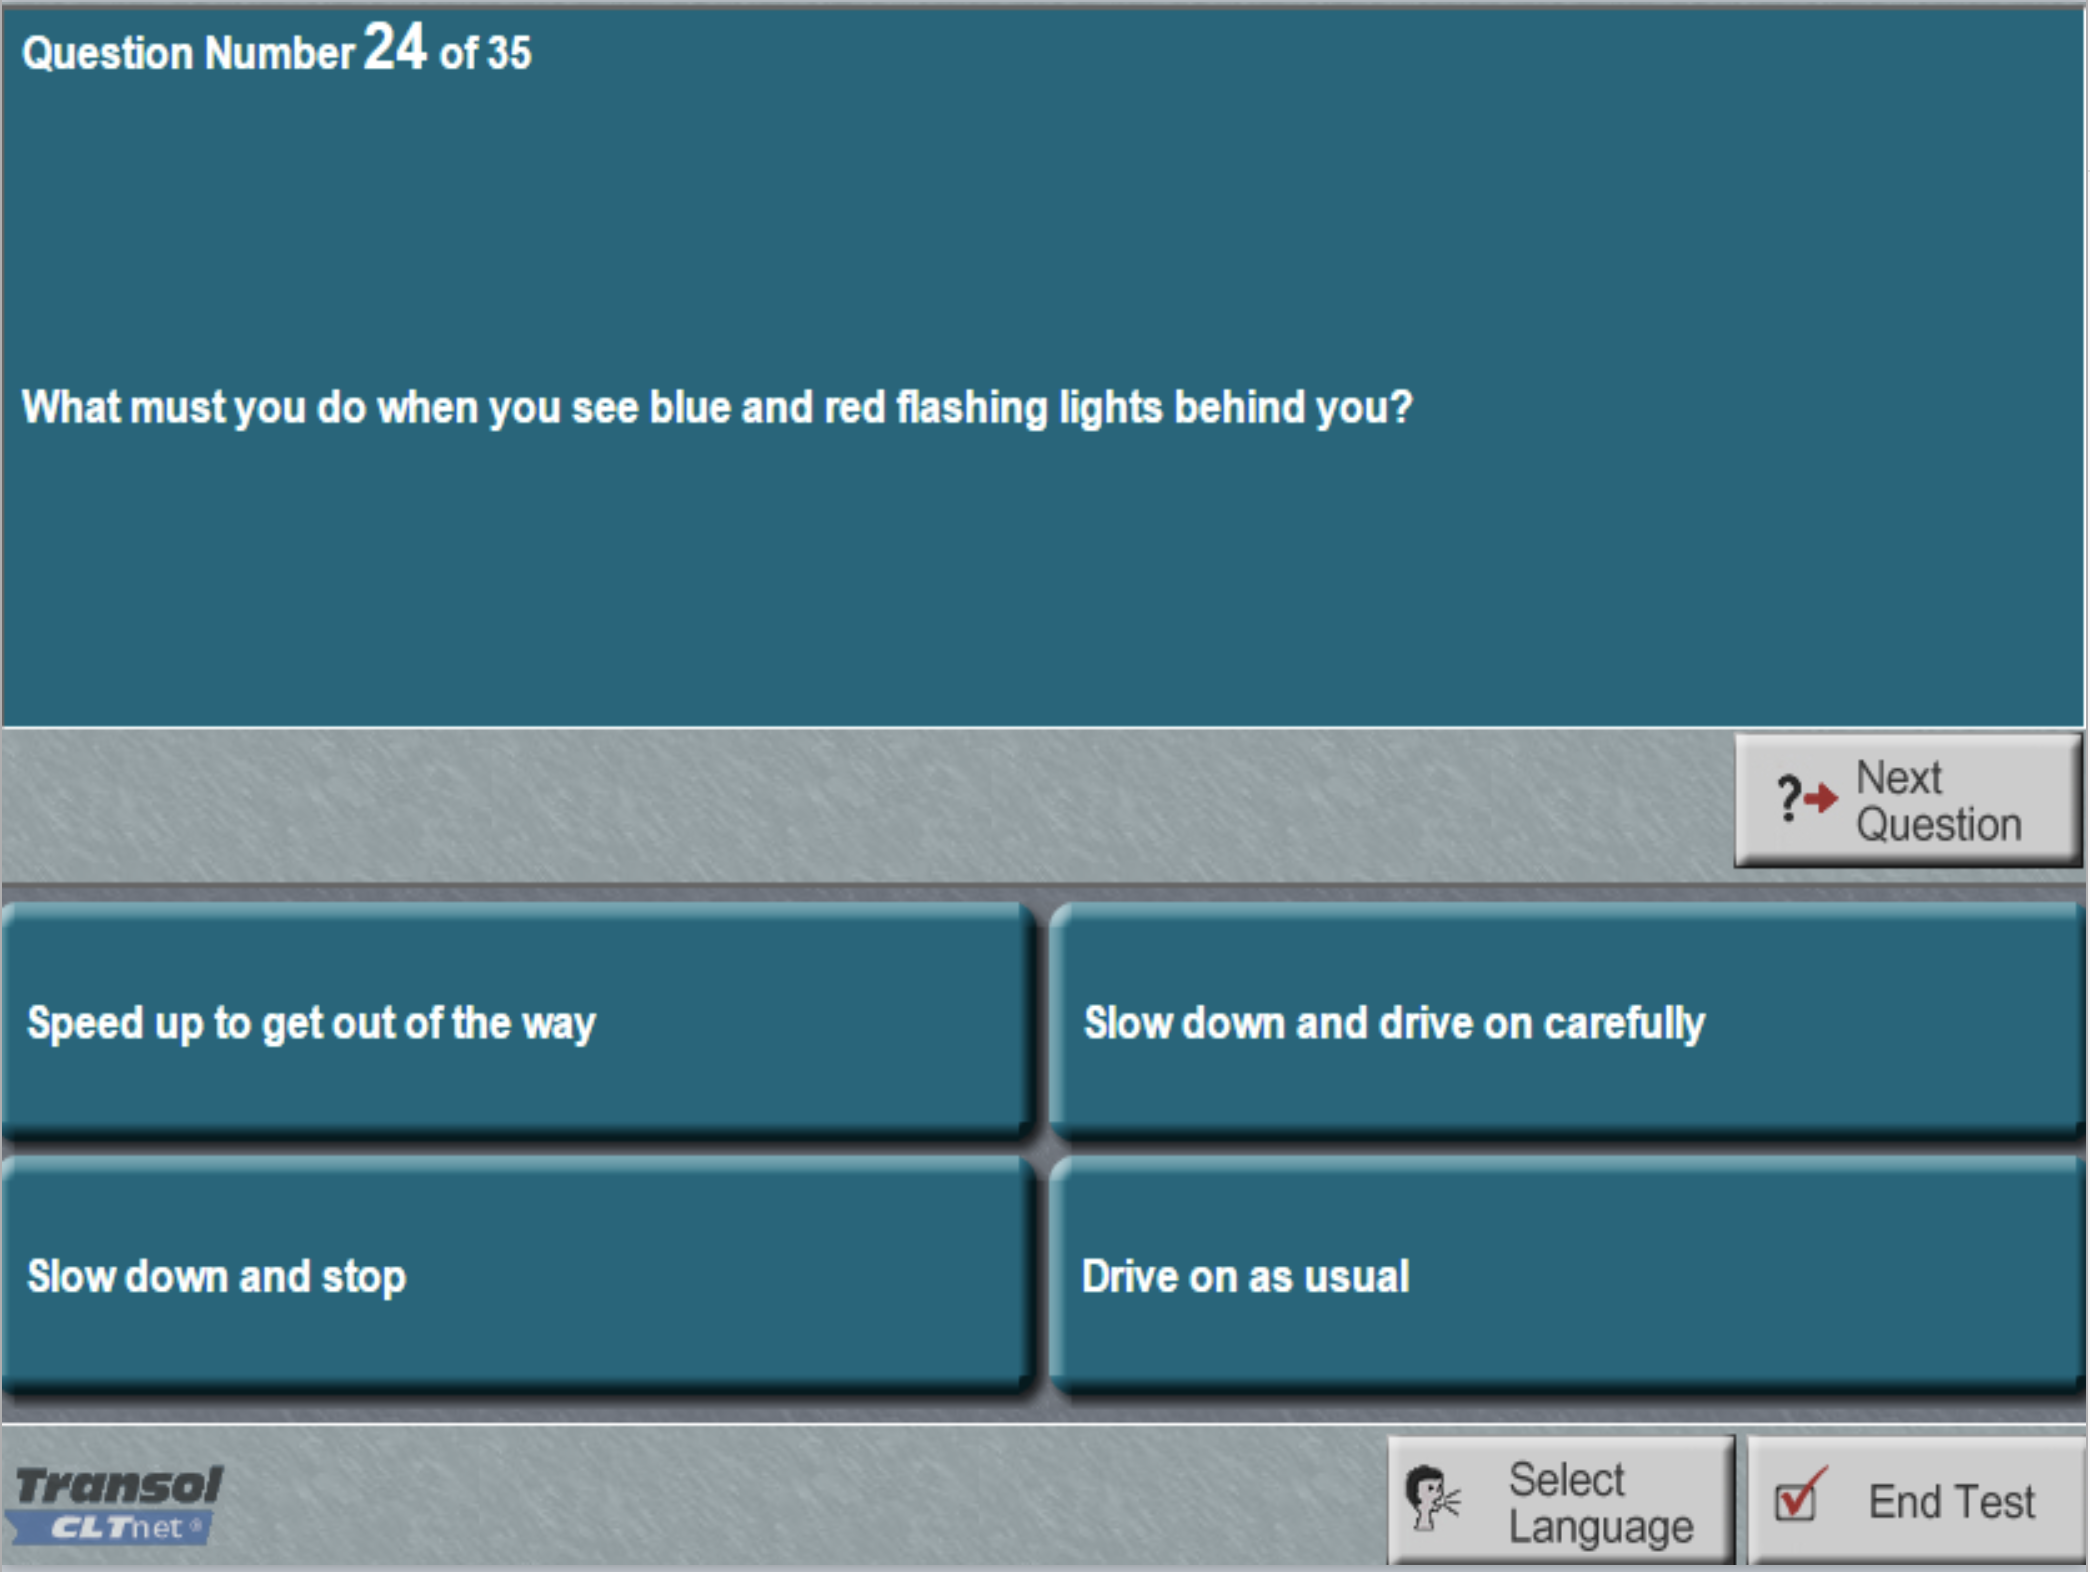 Question Number 24 of 35
What must you do when you see blue and red flashing lights behind you?
Next
Question
Speed up to get out of the way
Slow down and drive on carefully
Slow down and stop
Drive on as usual
Transol
CLTnet®
Select
Language
End Test